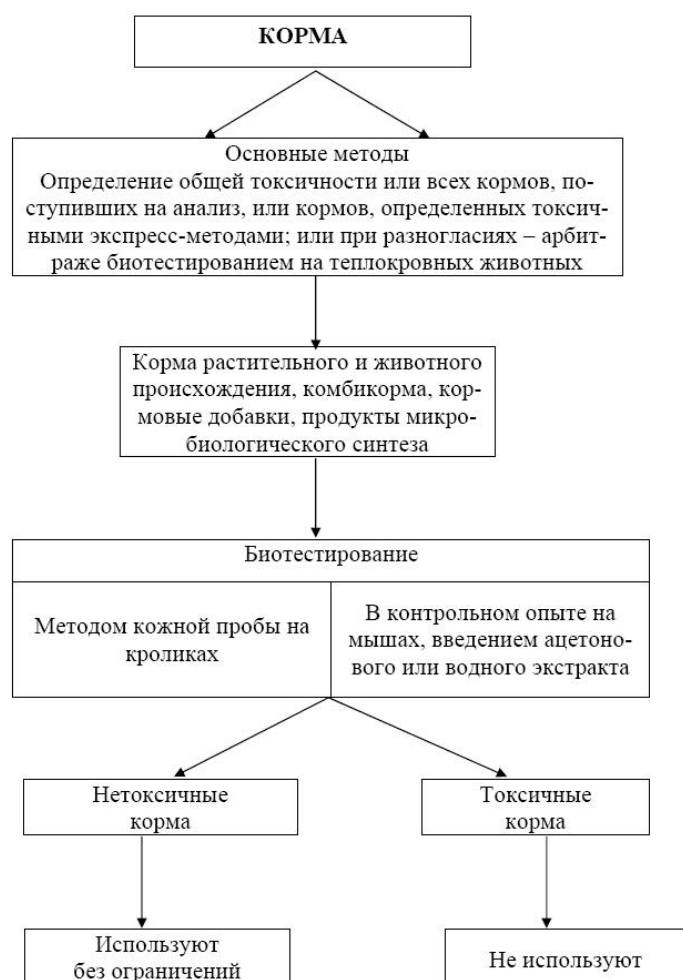 КОРМА
Основные методы
Определение общей токсичности или всех кормов, по-
ступивших на анализ, или кормов, определенных токсич-
ными экспресс-методами; или при разногласиях – арбит-
раже биотестированием на теплокровных животных
Корма растительного и животного
происхождения, комбикорма, кор-
мовые добавки, продукты микро-
биологического синтеза
Биотестирование
Методом кожной пробы на
кроликах
В контрольном опыте на
мышах, введением ацетоно-
вого или водного экстракта
Нетоксичные
корма
Токсичные
корма
Используют
без ограничений
Не используют